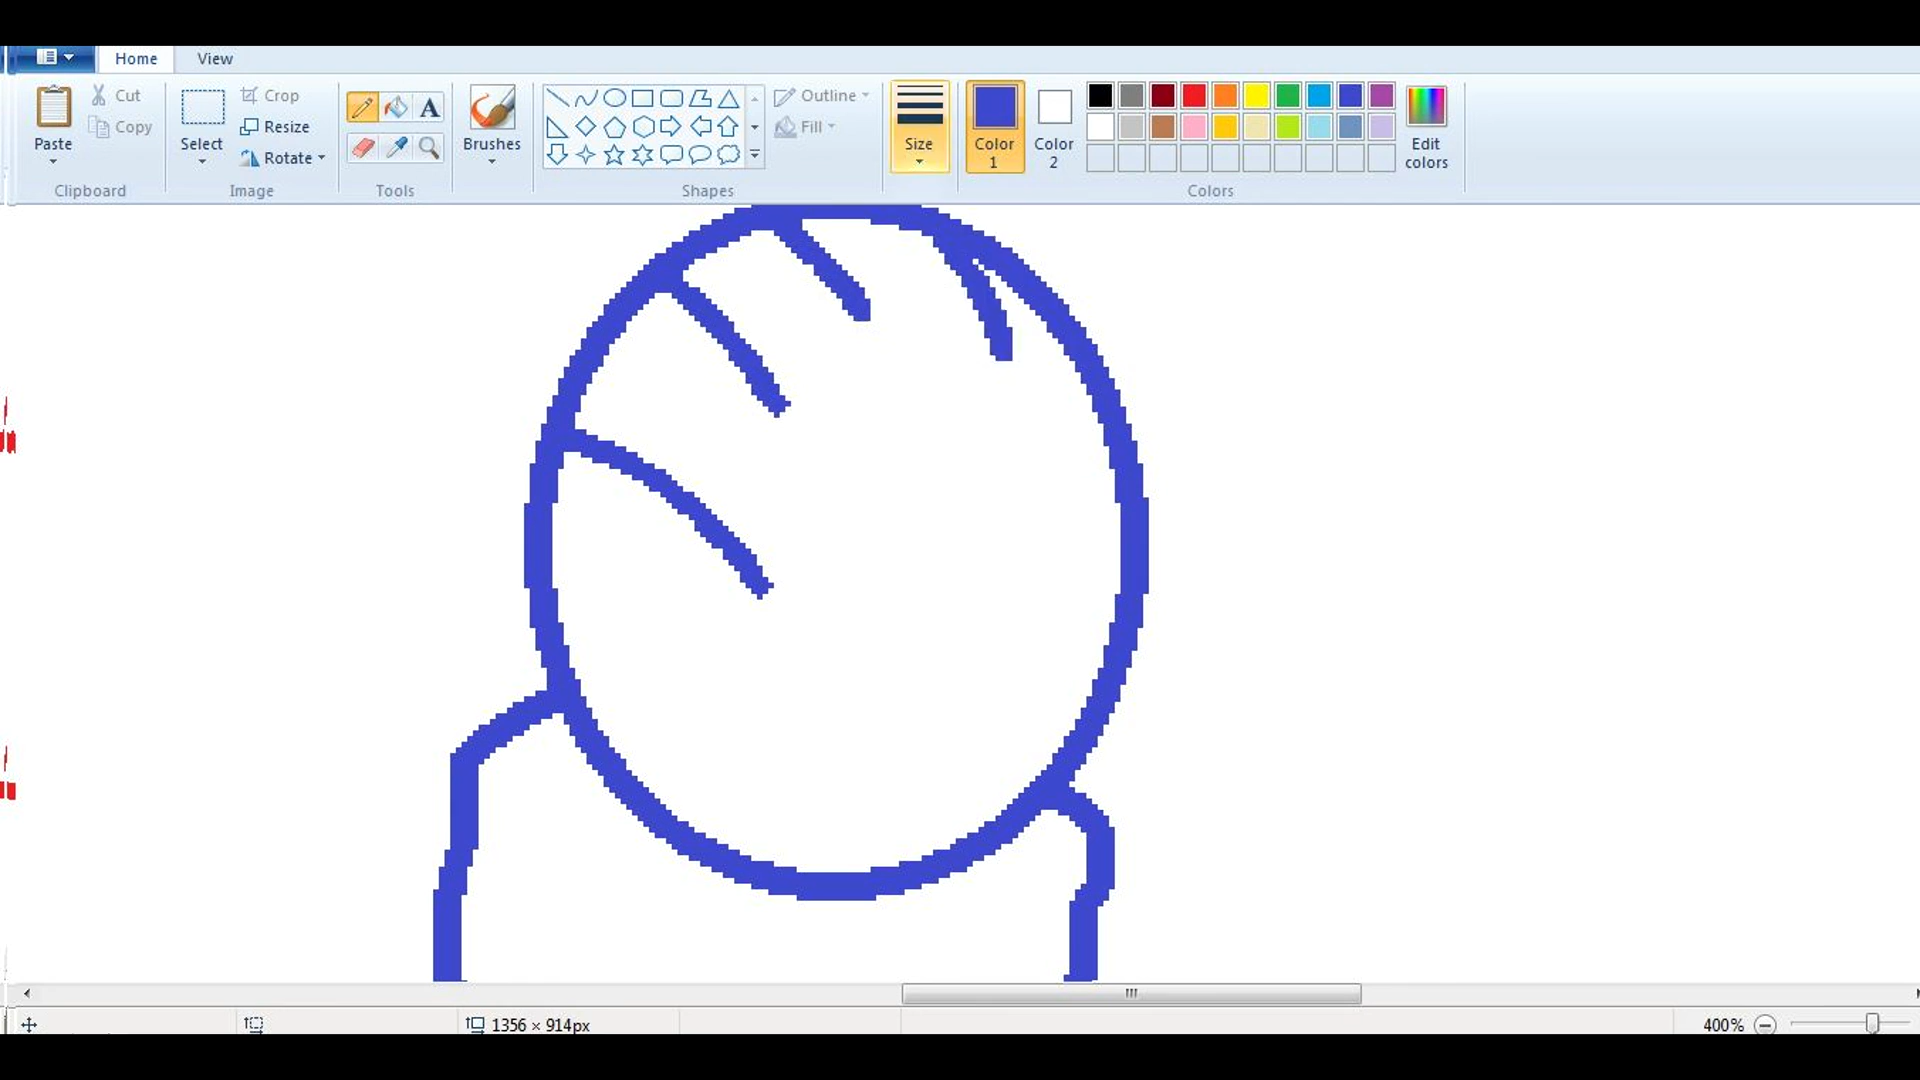 Home View
Paste
Cut
Copy
Clipboard
Select
Crop
Resize
Rotate
Image
A
Tools
Brushes
Shapes
Outline
Fill
Size
Color 1
Color 2
Edit colors
Colors
1356 × 914px
400%